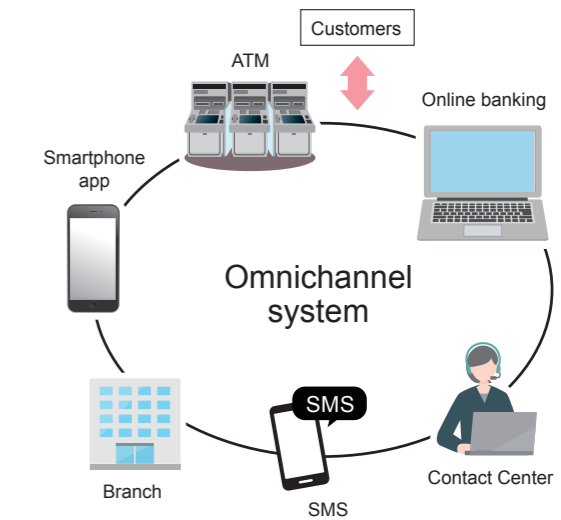 Customers
ATM
Online banking
Smartphone
app
Omnichannel
system
SMS
Contact Center
Branch
SMS